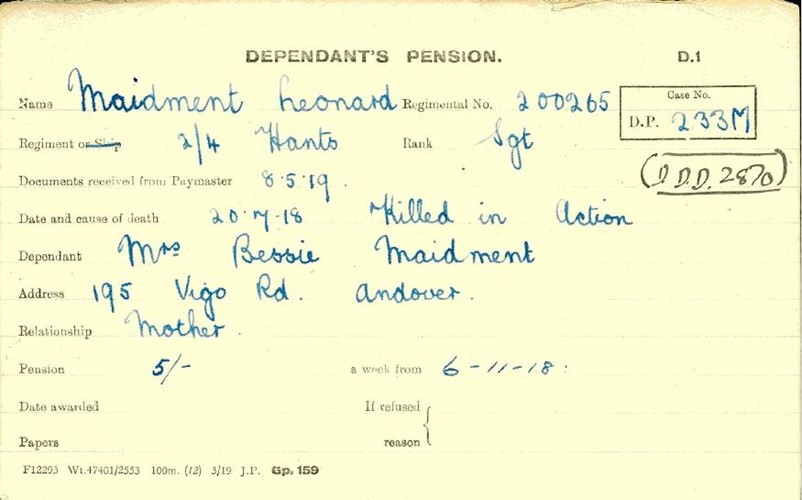 DEPENDANT'S PENSION. D.1
Name Maidment Leonard Regimental No. 200265
Case No.
D.P. 233M
Regiment or Ship 2/4 Hants Rank Sgt
(D.D.D. 2870)
Documents received from Paymaster 8.5.19.
Date and cause of death 20.7.18 Killed in Action
Dependant Mrs Bessie Maidment
Address 195 Vigo Rd. Andover.
Relationship Mother.
Pension 5/- a week from 6-11-18.
Date awarded If refused
Papers reason
F12293 Wt.47401/2553 100m. (12) 3/19 J.P. Gp. 159